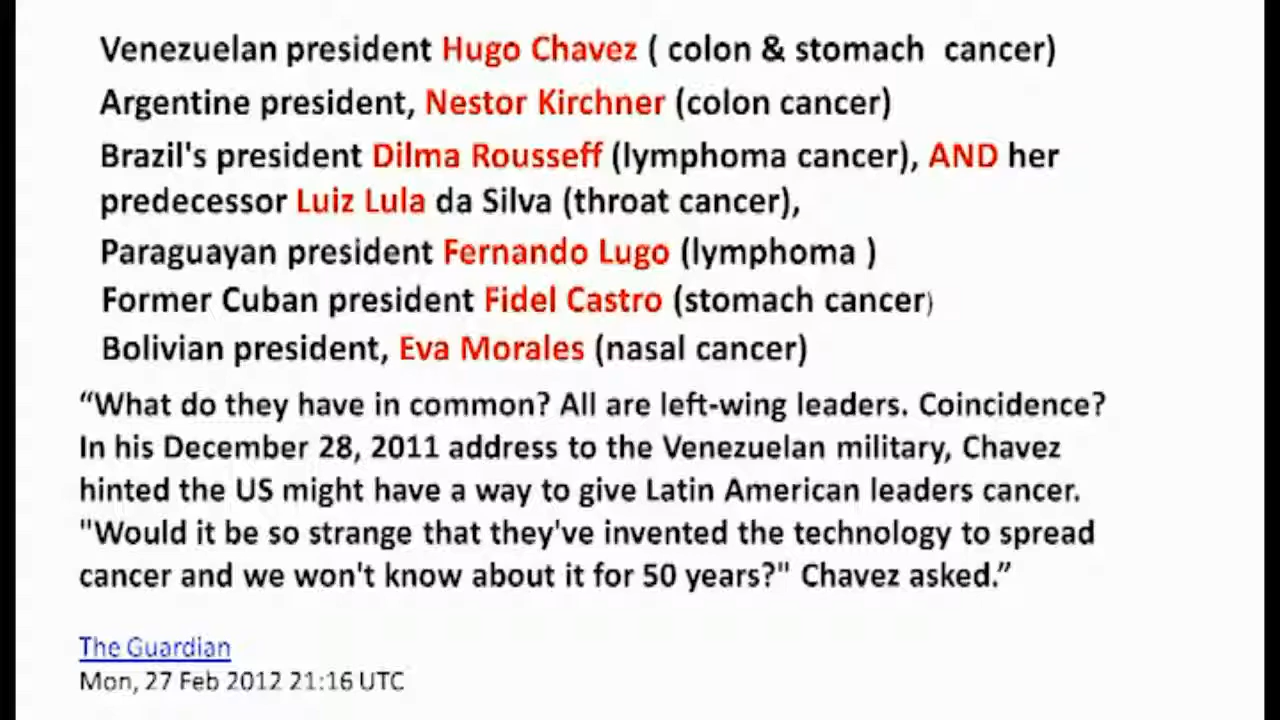 Venezuelan president Hugo Chavez ( colon & stomach  cancer)
Argentine president, Nestor Kirchner (colon cancer)
Brazil's president Dilma Rousseff (lymphoma cancer), AND her
predecessor Luiz Lula da Silva (throat cancer),
Paraguayan president Fernando Lugo (lymphoma )
Former Cuban president Fidel Castro (stomach cancer)
Bolivian president, Eva Morales (nasal cancer)
“What do they have in common? All are left-wing leaders. Coincidence?
In his December 28, 2011 address to the Venezuelan military, Chavez
hinted the US might have a way to give Latin American leaders cancer.
"Would it be so strange that they've invented the technology to spread
cancer and we won't know about it for 50 years?" Chavez asked.”
The Guardian
Mon, 27 Feb 2012 21:16 UTC